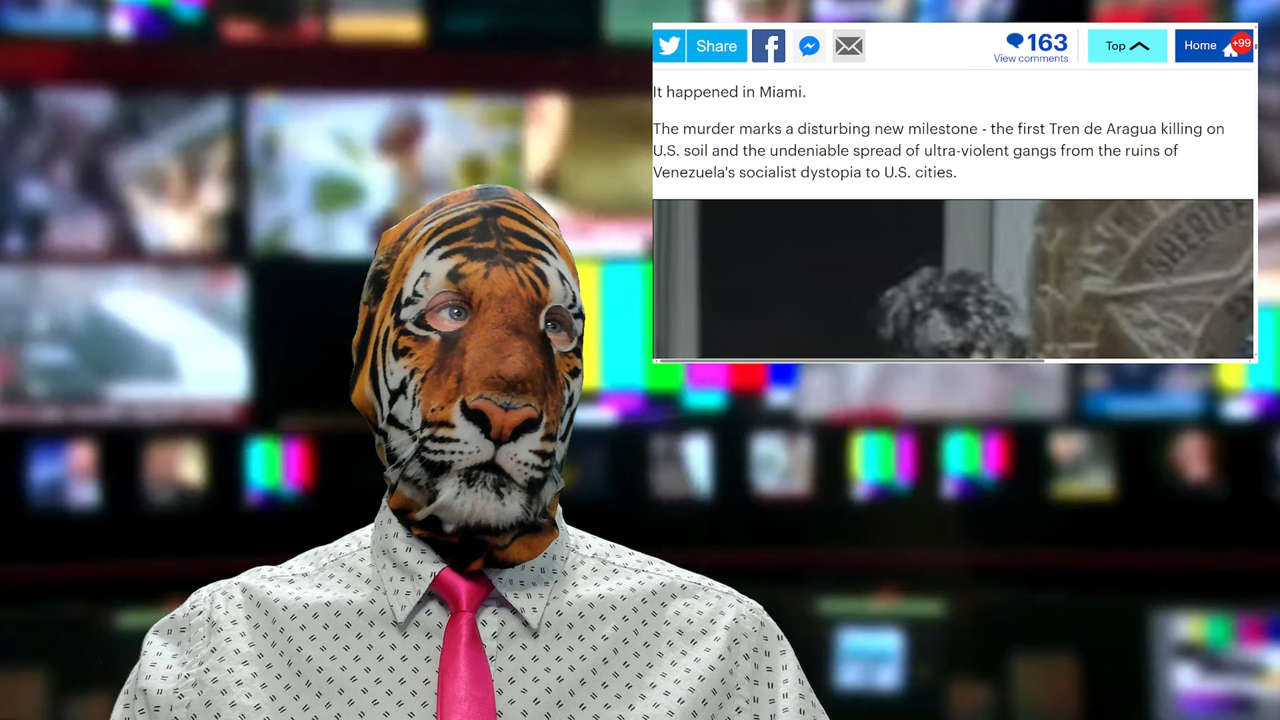 Share
163
View comments
Top
Home
+99
It happened in Miami.
The murder marks a disturbing new milestone - the first Tren de Aragua killing on
U.S. soil and the undeniable spread of ultra-violent gangs from the ruins of
Venezuela's socialist dystopia to U.S. cities.
SHERIFF